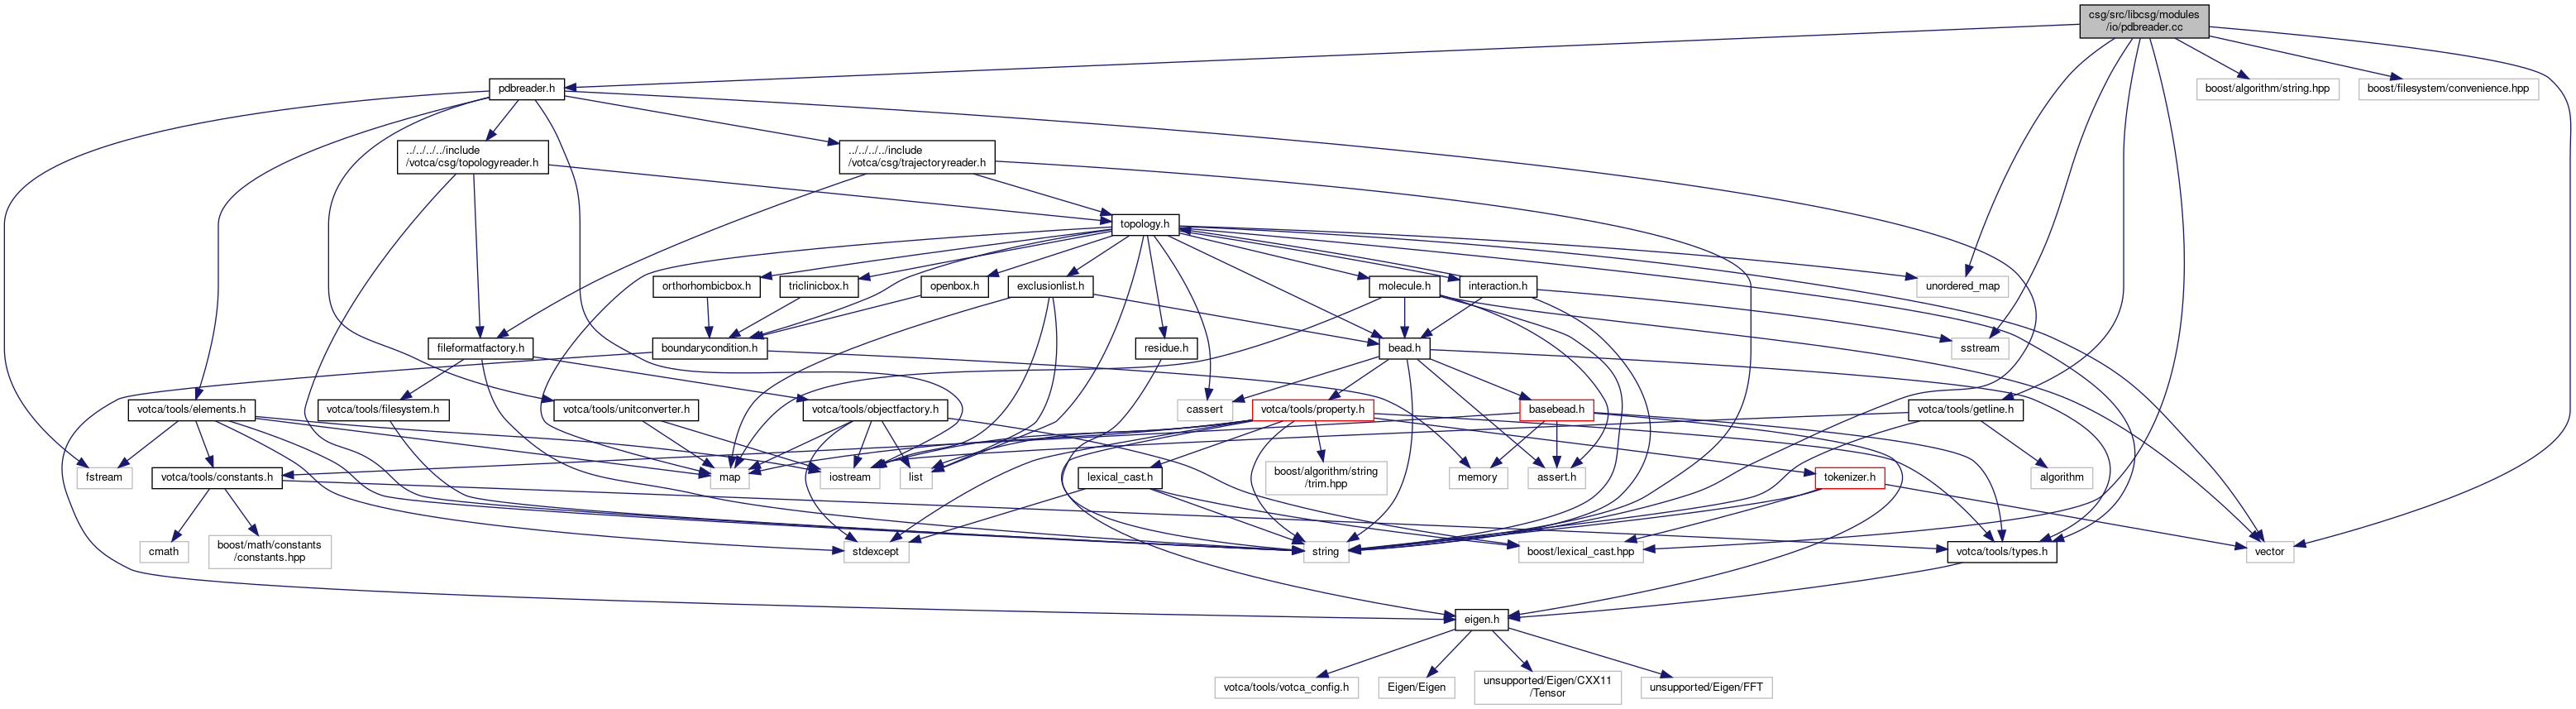 csg/src/libcsg/modules
/io/pdbreader.cc
pdbreader.h
boost/algorithm/string.hpp
boost/filesystem/convenience.hpp
../../../../include
/votca/csg/topologyreader.h
../../../../include
/votca/csg/trajectoryreader.h
topology.h
orthorhombicbox.h
triclinicbox.h
openbox.h
exclusionlist.h
molecule.h
interaction.h
unordered_map
fileformatfactory.h
boundarycondition.h
residue.h
bead.h
sstream
votca/tools/elements.h
votca/tools/filesystem.h
votca/tools/unitconverter.h
votca/tools/objectfactory.h
cassert
votca/tools/property.h
basebead.h
votca/tools/getline.h
fstream
votca/tools/constants.h
map
iostream
list
lexical_cast.h
boost/algorithm/string
/trim.hpp
memory
assert.h
tokenizer.h
algorithm
cmath
boost/math/constants
/constants.hpp
stdexcept
string
boost/lexical_cast.hpp
votca/tools/types.h
vector
eigen.h
votca/tools/votca_config.h
Eigen/Eigen
unsupported/Eigen/CXX11
/Tensor
unsupported/Eigen/FFT